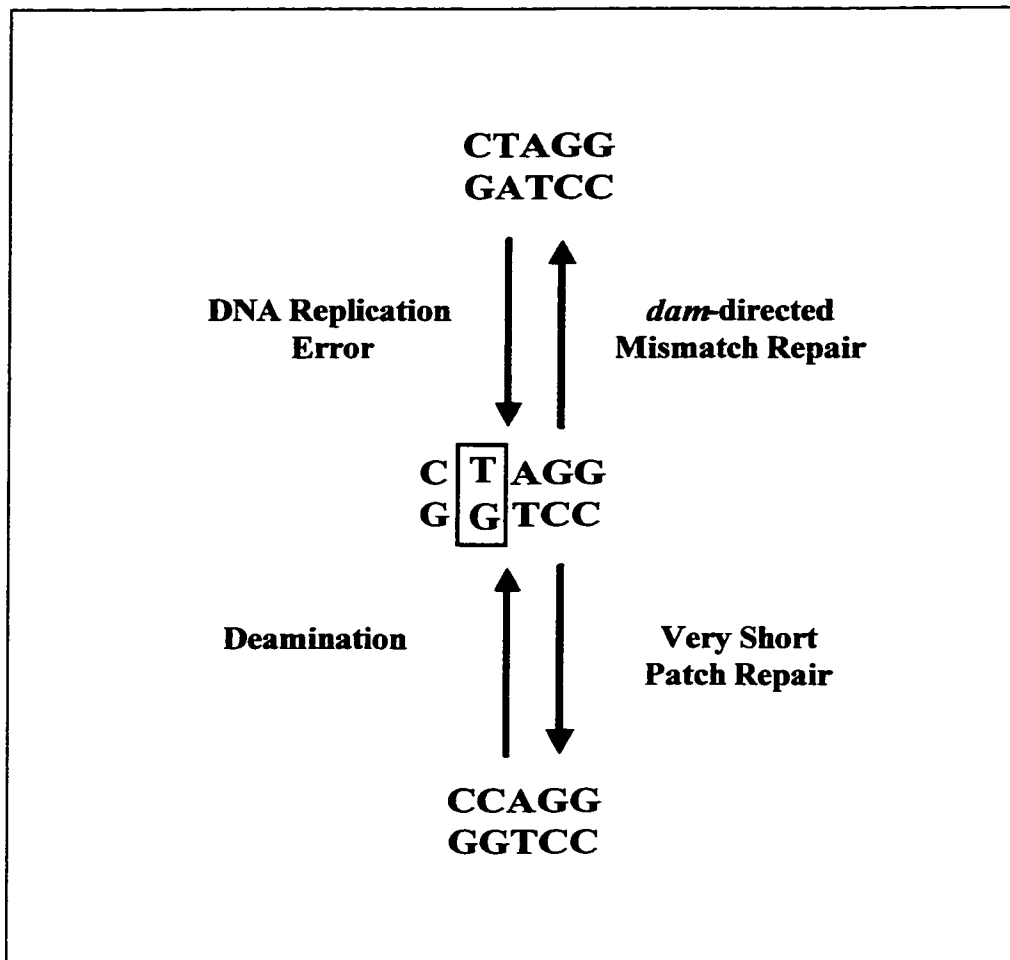 CTAGG
GATCC
DNA Replication
Error
dam-directed
Mismatch Repair
C T AGG
G G TCC
Deamination
Very Short
Patch Repair
CCAGG
GGTCC